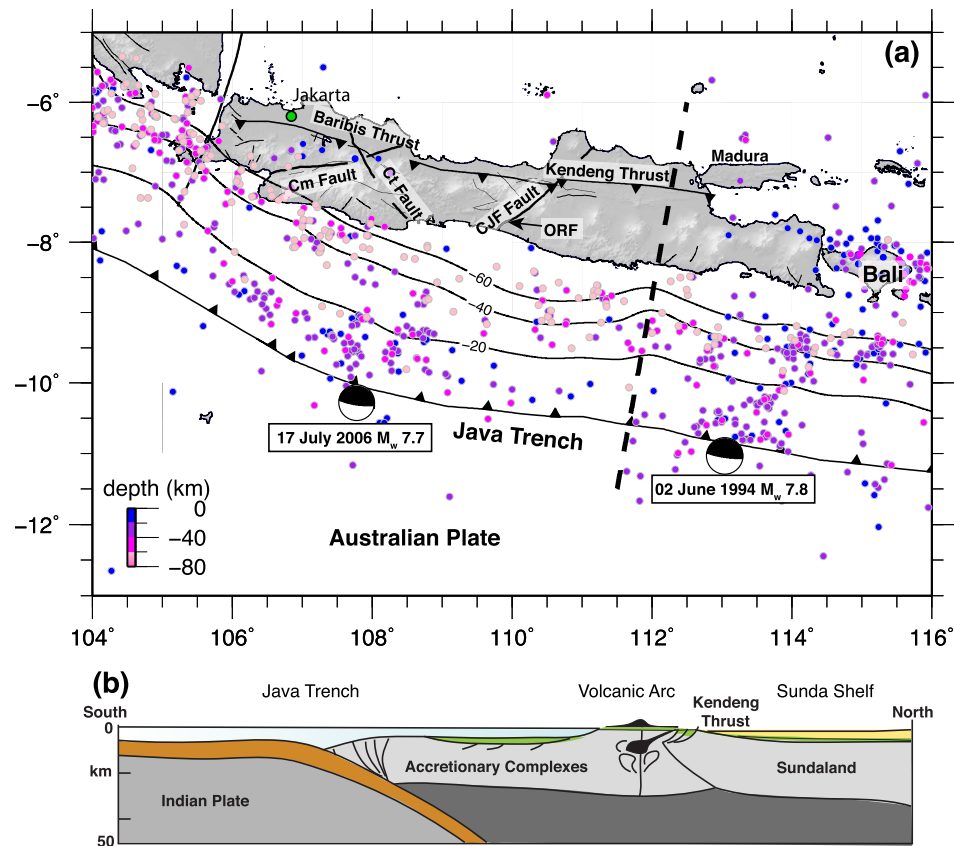 (a)
−6°
Jakarta
Baribis Thrust
Kendeng Thrust
Madura
Cm Fault
Ct Fault
CJF Fault
ORF
−8°
Bali
60
40
20
−10°
17 July 2006 Mw 7.7
Java Trench
02 June 1994 Mw 7.8
depth (km)
0
−40
−80
−12°
Australian Plate
104° 106° 108° 110° 112° 114° 116°
(b)
Java Trench
Volcanic Arc
Sunda Shelf
South
Kendeng
Thrust
North
0
km
50
Accretionary Complexes
Sundaland
Indian Plate